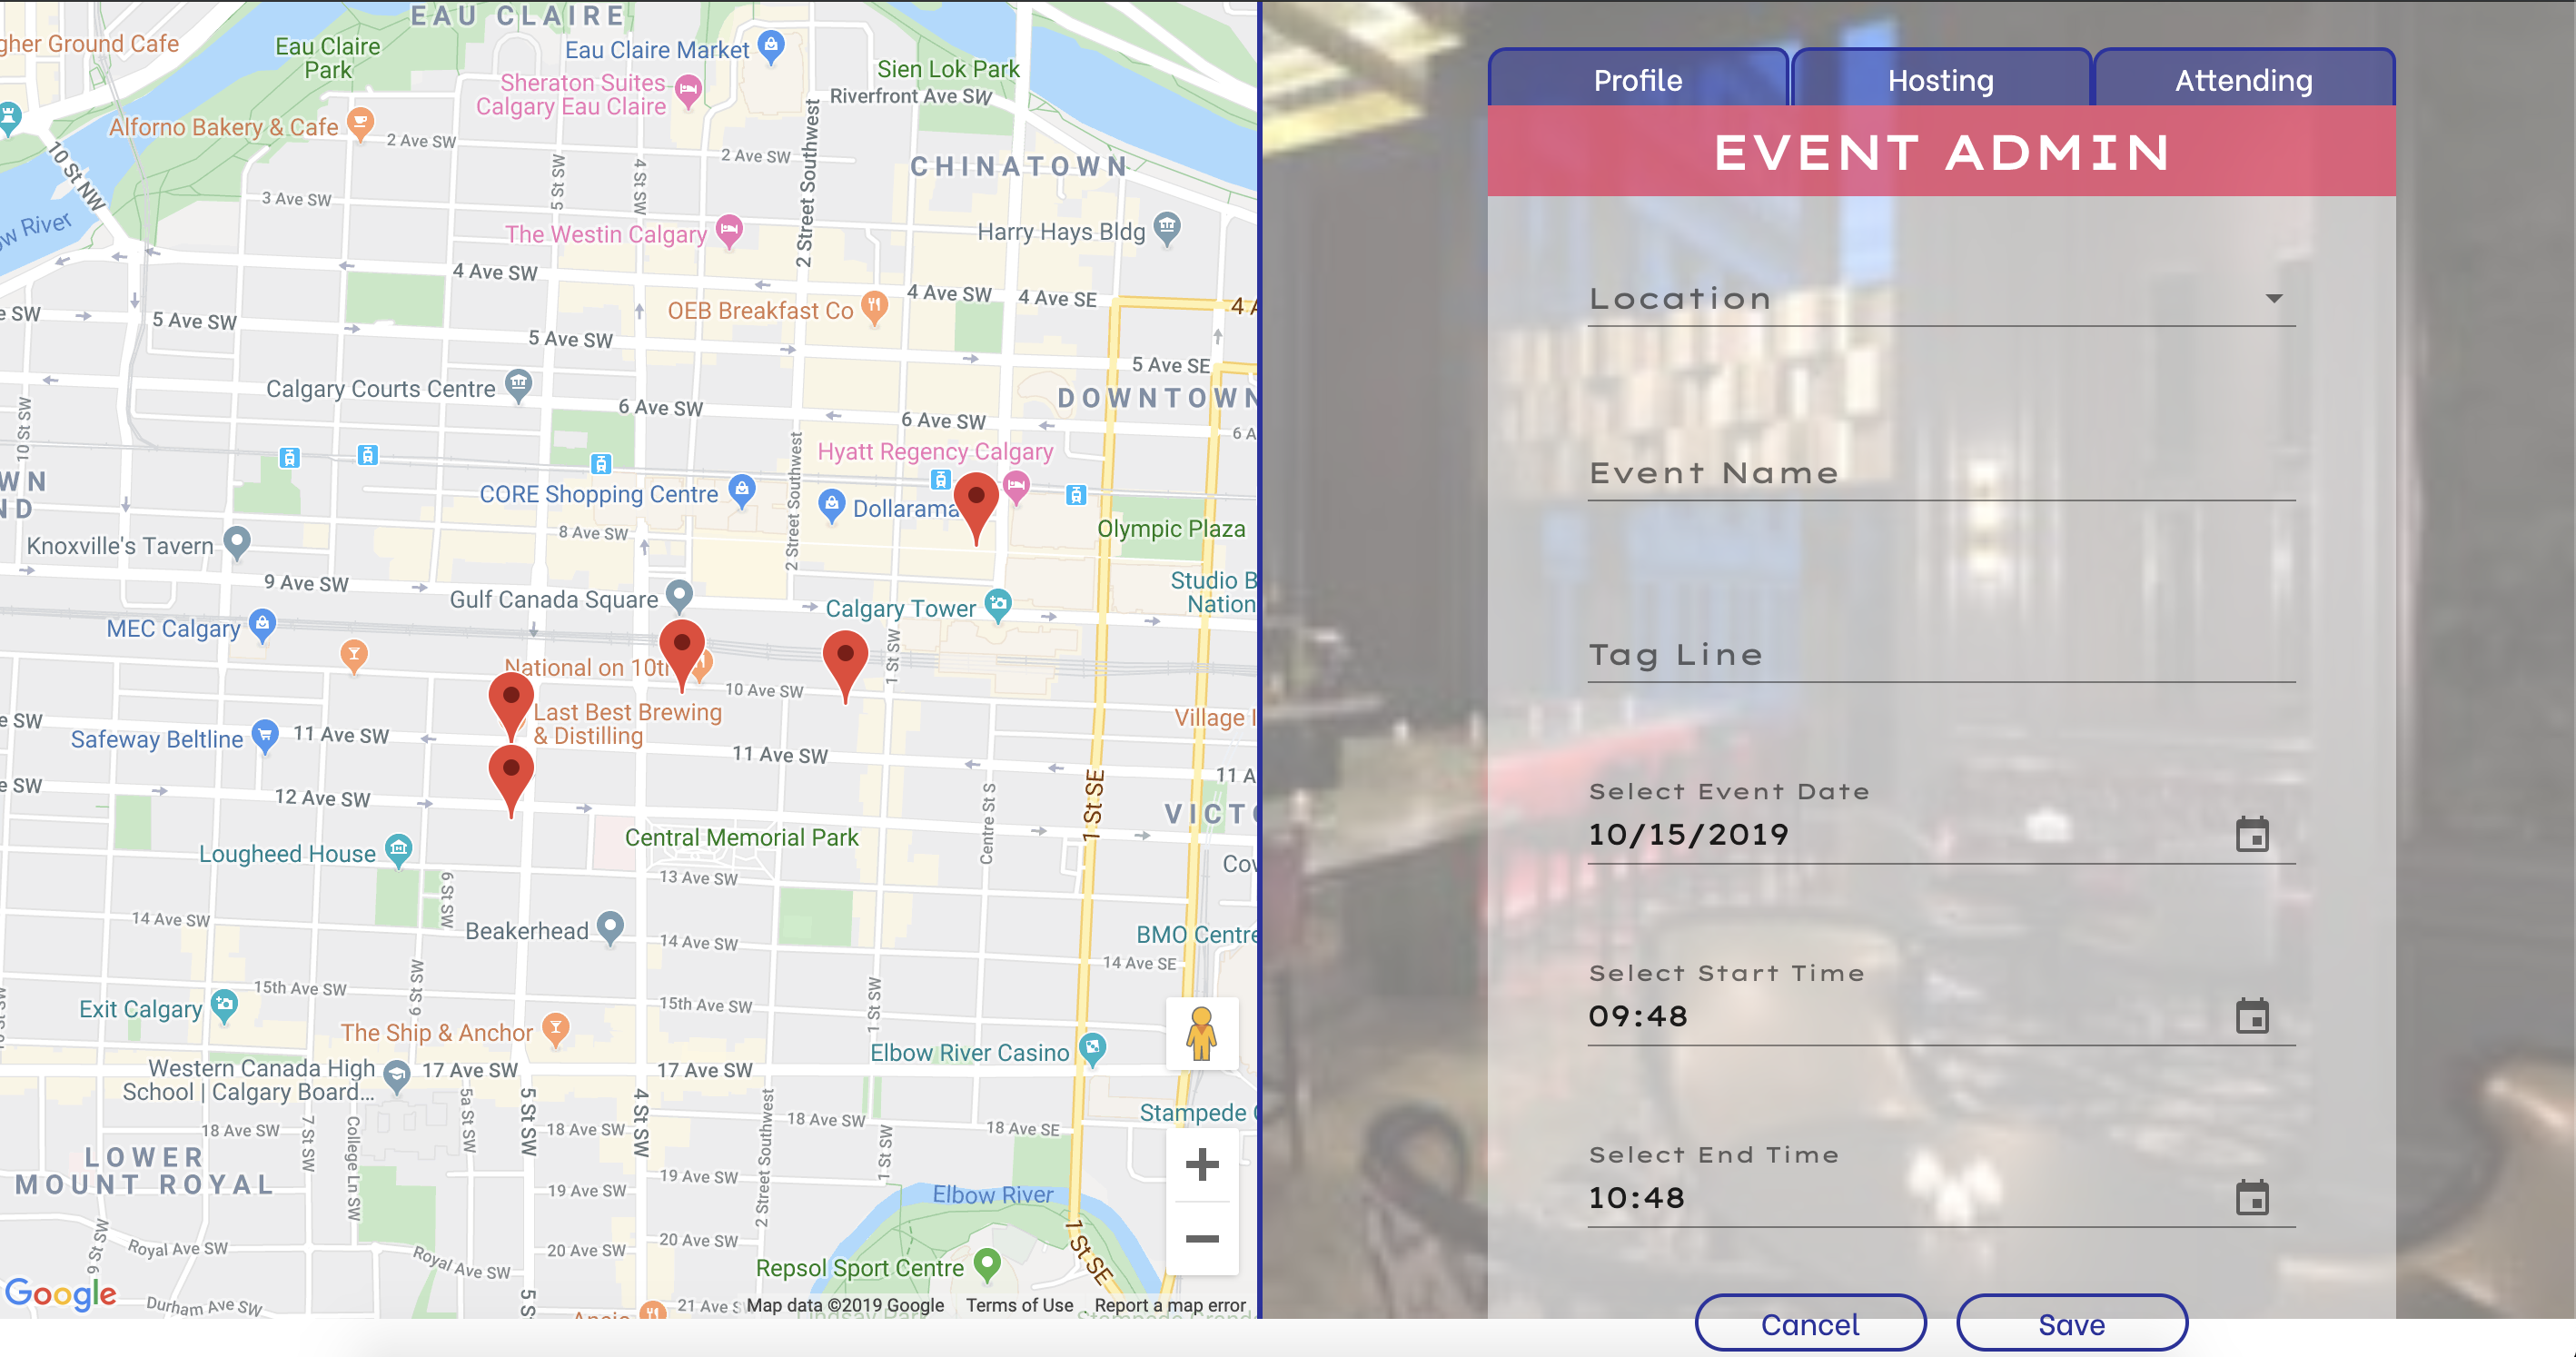 EAU CLAIRE
gher Ground Cafe
Eau Claire
Park
Eau Claire Market
Sien Lok Park
Sheraton Suites
Calgary Eau Claire
Riverfront Ave SW
Alforno Bakery & Cafe
2 Ave SW
2 Ave SW
10 St NW
5 St SW
4 St SW
2 Street Southwest
CHINATOWN
3 Ave SW
ow River
The Westin Calgary
Harry Hays Bldg
4 Ave SW
4 Ave SW
4 Ave SE
4 A
OEB Breakfast Co
e SW
5 Ave SW
5 Ave SW
5 Ave SE
Calgary Courts Centre
DOWNTOWN
6 Ave SW
6 Ave SW
6 A
10 St SW
Hyatt Regency Calgary
WN
ND
CORE Shopping Centre
2 Street Southwest
Dollarama
Olympic Plaza
8 Ave SW
Knoxville's Tavern
9 Ave SW
Studio B
Nation
Gulf Canada Square
Calgary Tower
MEC Calgary
National on 10t
1 St SW
10 Ave SW
Last Best Brewing
& Distilling
Village I
e SW
Safeway Beltline
11 Ave SW
11 Ave SW
11 A
e SW
12 Ave SW
Centre St S
1 St SE
VICTO
Central Memorial Park
Lougheed House
Cow
13 Ave SW
6 St SW
14 Ave SW
Beakerhead
14 Ave SW
BMO Centre
14 Ave SE
15th Ave SW
6 St SW
15th Ave SW
1 St SW
Exit Calgary
The Ship & Anchor
Elbow River Casino
Western Canada High
School | Calgary Board...
17 Ave SW
17 Ave SW
5a St SW
5 St SW
4 St SW
2 Street Southwest
Stampede
7 St SW
College Ln SW
18 Ave SW
18 Ave SW
18 Ave SW
18 Ave SE
1 St SW
LOWER
MOUNT ROYAL
19 Ave SW
19 Ave SW
Elbow River
6 St SW
Royal Ave SW
Royal Ave SW
20 Ave SW
20 Ave SW
1 St SE
Repsol Sport Centre
Google
Durham Ave SW
5 S
21 Ave S
Map data ©2019 Google
Terms of Use
Report a map error
Profile
Hosting
Attending
EVENT ADMIN
Location
Event Name
Tag Line
Select Event Date
10/15/2019
Select Start Time
09:48
Select End Time
10:48
Cancel
Save